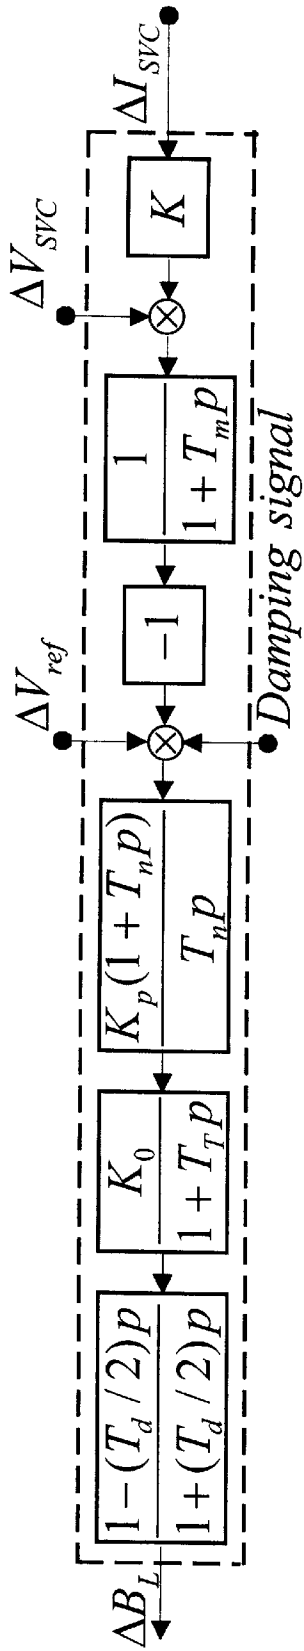 ΔI_SVC
ΔV_SVC
K
1
1 + T_m p
−1
ΔV_ref
Damping signal
K_p(1 + T_n p)
T_n p
K_0
1 + T_T p
1−(T_d / 2)p
1+(T_d / 2)p
ΔB_L